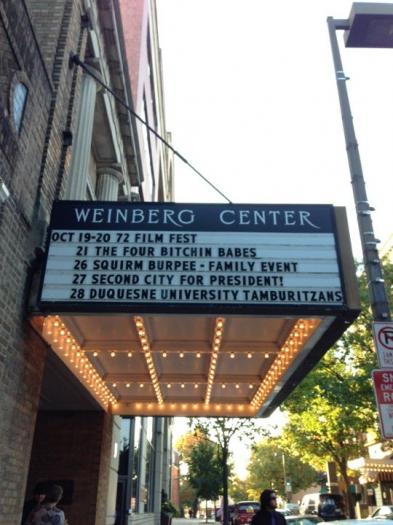 WEINBERG CENTER
OCT 19-20 72 FILM FEST
21 THE FOUR BITCHIN BABES
26 SQUIRM BURPEE - FAMILY EVENT
27 SECOND CITY FOR PRESIDENT!
28 DUQUESNE UNIVERSITY TAMBURITZANS